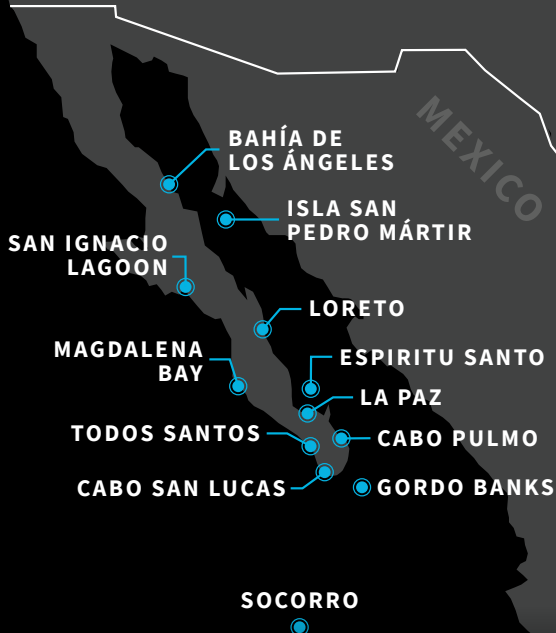 MEXICO
BAHÍA DE
LOS ÁNGELES
ISLA SAN
PEDRO MÁRTIR
SAN IGNACIO
LAGOON
LORETO
MAGDALENA
BAY
ESPIRITU SANTO
LA PAZ
TODOS SANTOS
CABO PULMO
CABO SAN LUCAS
GORDO BANKS
SOCORRO